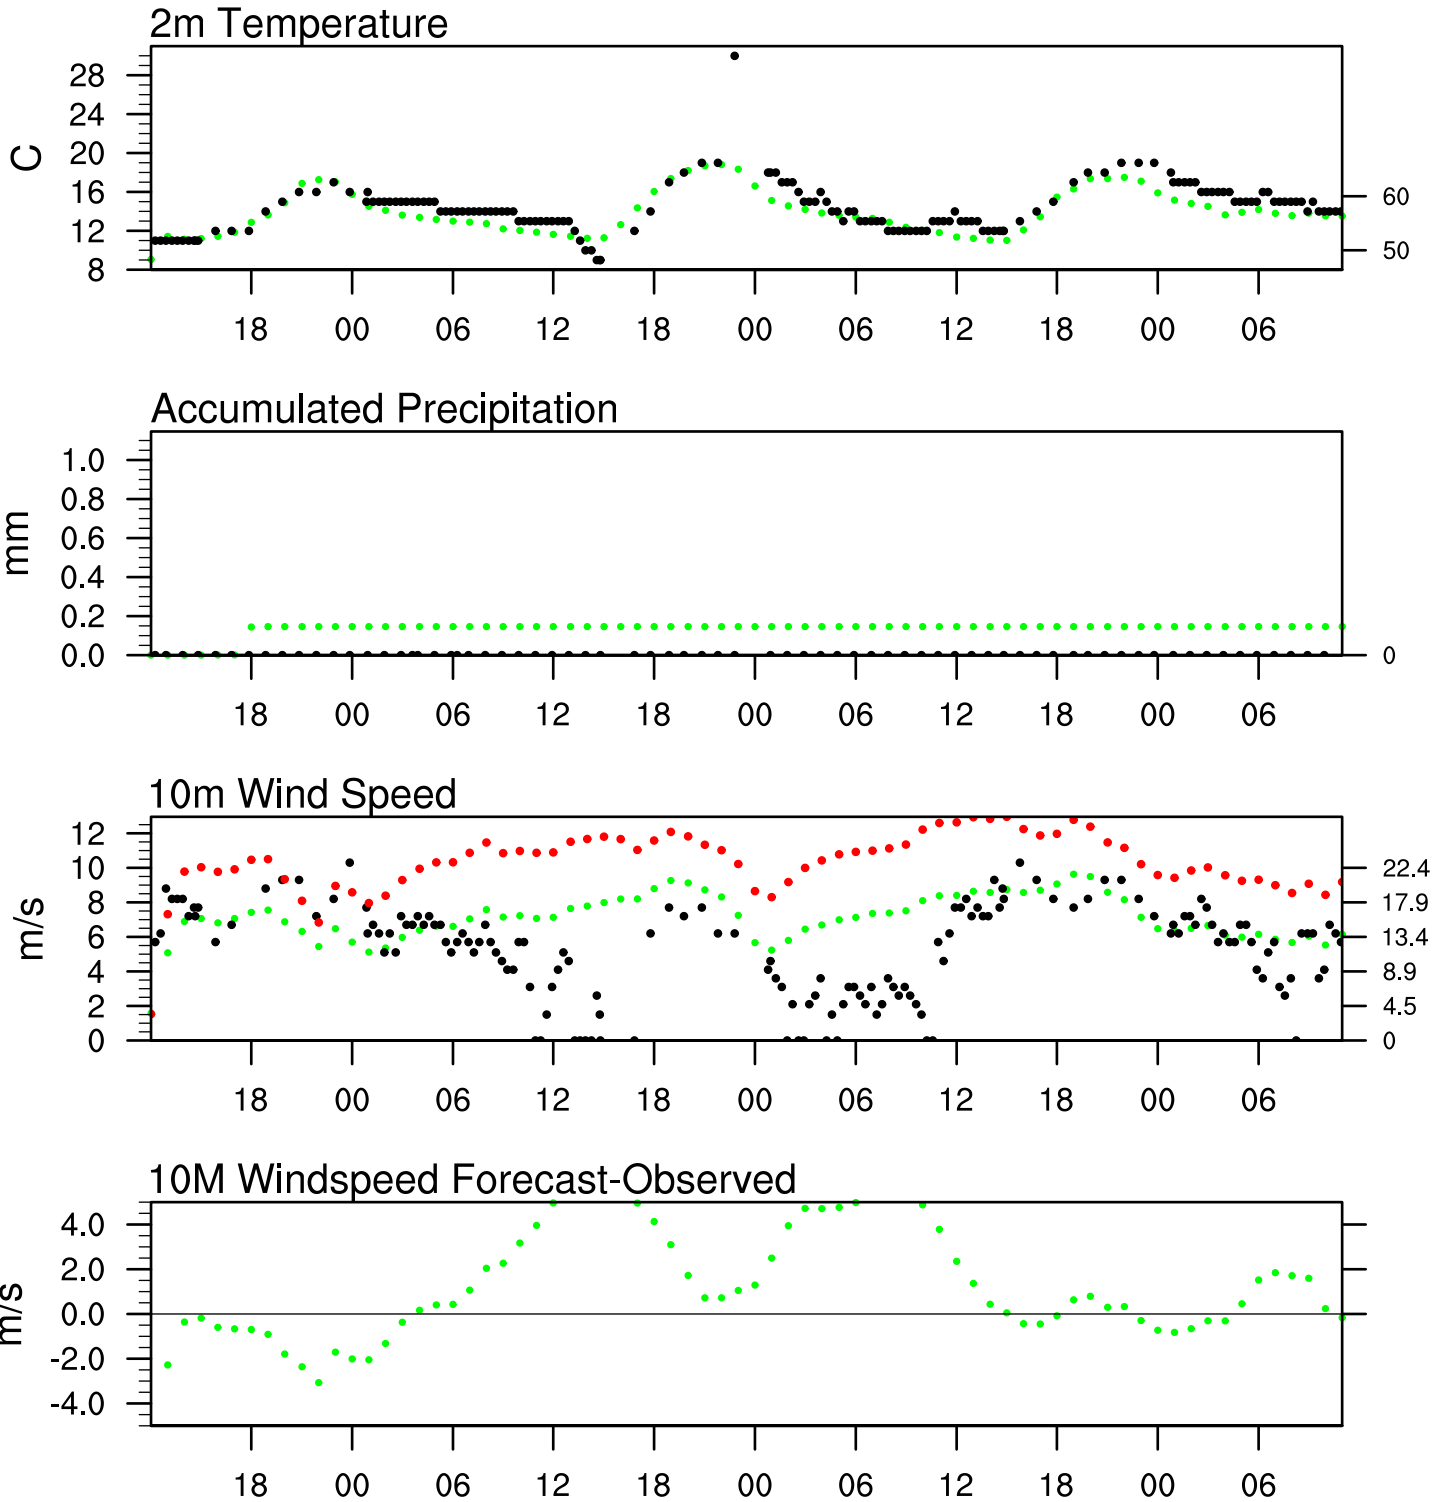 2m Temperature
28
24
20
16
12
8
C
60
50
18 00 06 12 18 00 06 12 18 00 06
Accumulated Precipitation
1.0
0.8
0.6
0.4
0.2
0.0
mm
0
18 00 06 12 18 00 06 12 18 00 06
10m Wind Speed
12
10
8
6
4
2
0
m/s
22.4
17.9
13.4
8.9
4.5
0
18 00 06 12 18 00 06 12 18 00 06
10M Windspeed Forecast-Observed
4.0
2.0
0.0
-2.0
-4.0
m/s
18 00 06 12 18 00 06 12 18 00 06